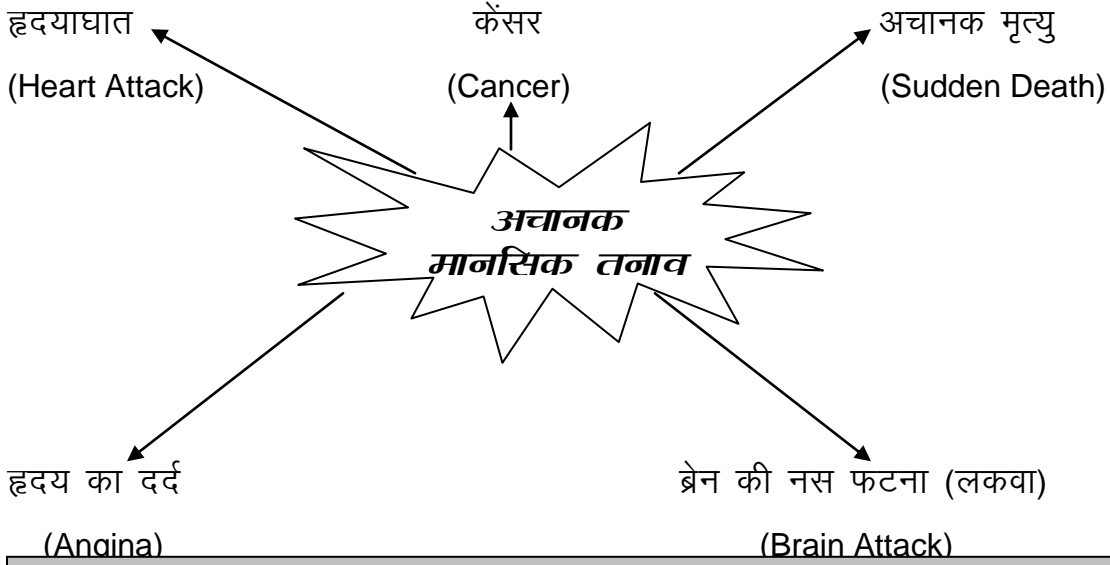 हृदयाघात
(Heart Attack)
केंसर
(Cancer)
अचानक मृत्यु
(Sudden Death)
अचानक
मानसिक तनाव
हृदय का दर्द
(Angina)
ब्रेन की नस फटना (लकवा)
(Brain Attack)